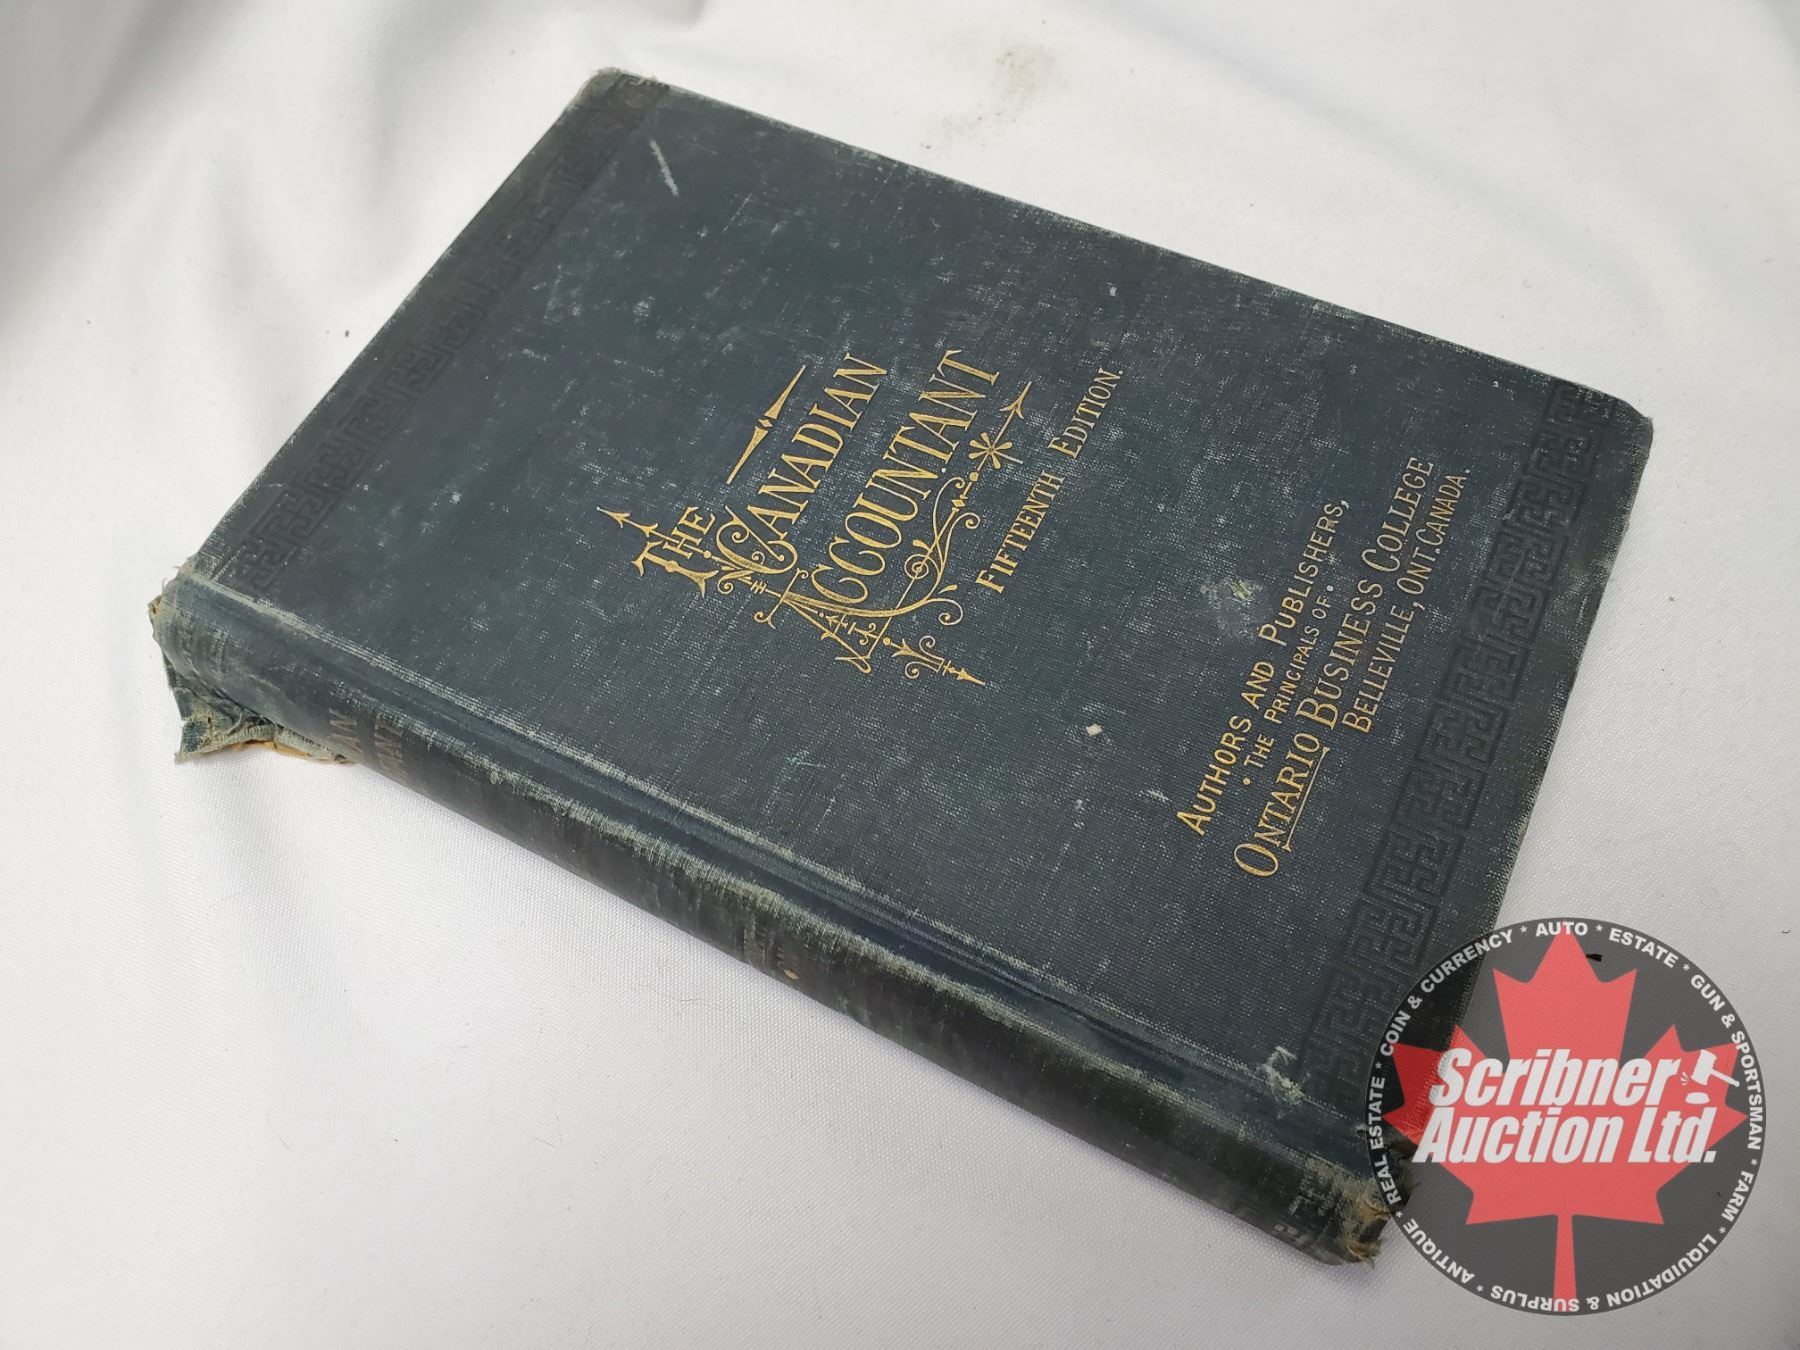 THE
CANADIAN
ACCOUNTANT
FIFTEENTH EDITION.
AUTHORS AND PUBLISHERS,
• THE PRINCIPALS OF •
ONTARIO BUSINESS COLLEGE
BELLEVILLE, ONT. CANADA.
* REAL ESTATE * COIN & CURRENCY * AUTO * ESTATE * GUN & SPORTSMAN * FARM * LIQUIDATION & SURPLUS * ANTIQUE
Scribner
Auction Ltd.